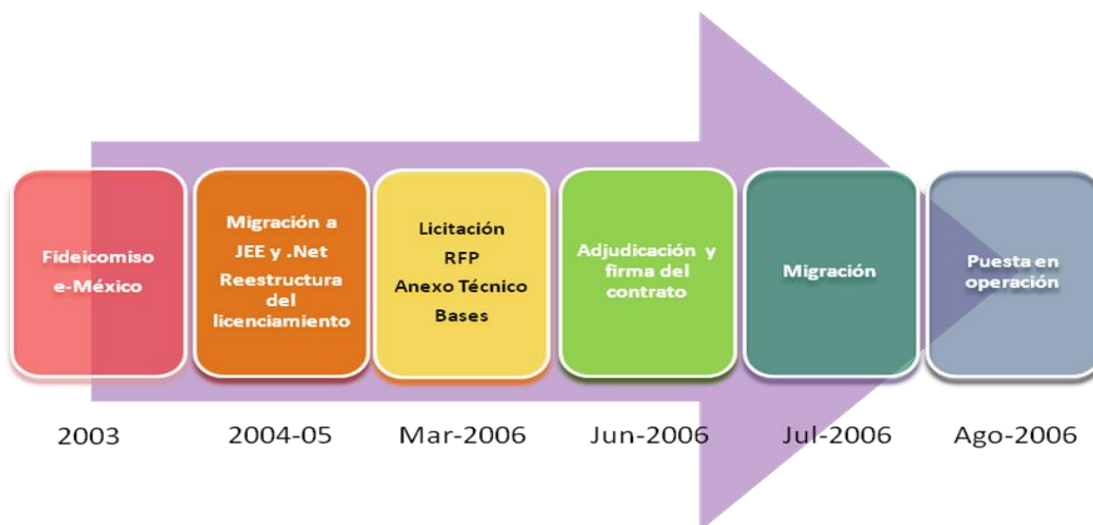 Fideicomiso
e-México
Migración a
JEE y .Net
Reestructura
del
licenciamiento
Licitación
RFP
Anexo Técnico
Bases
Adjudicación y
firma del
contrato
Migración
Puesta en
operación
2003
2004-05
Mar-2006
Jun-2006
Jul-2006
Ago-2006